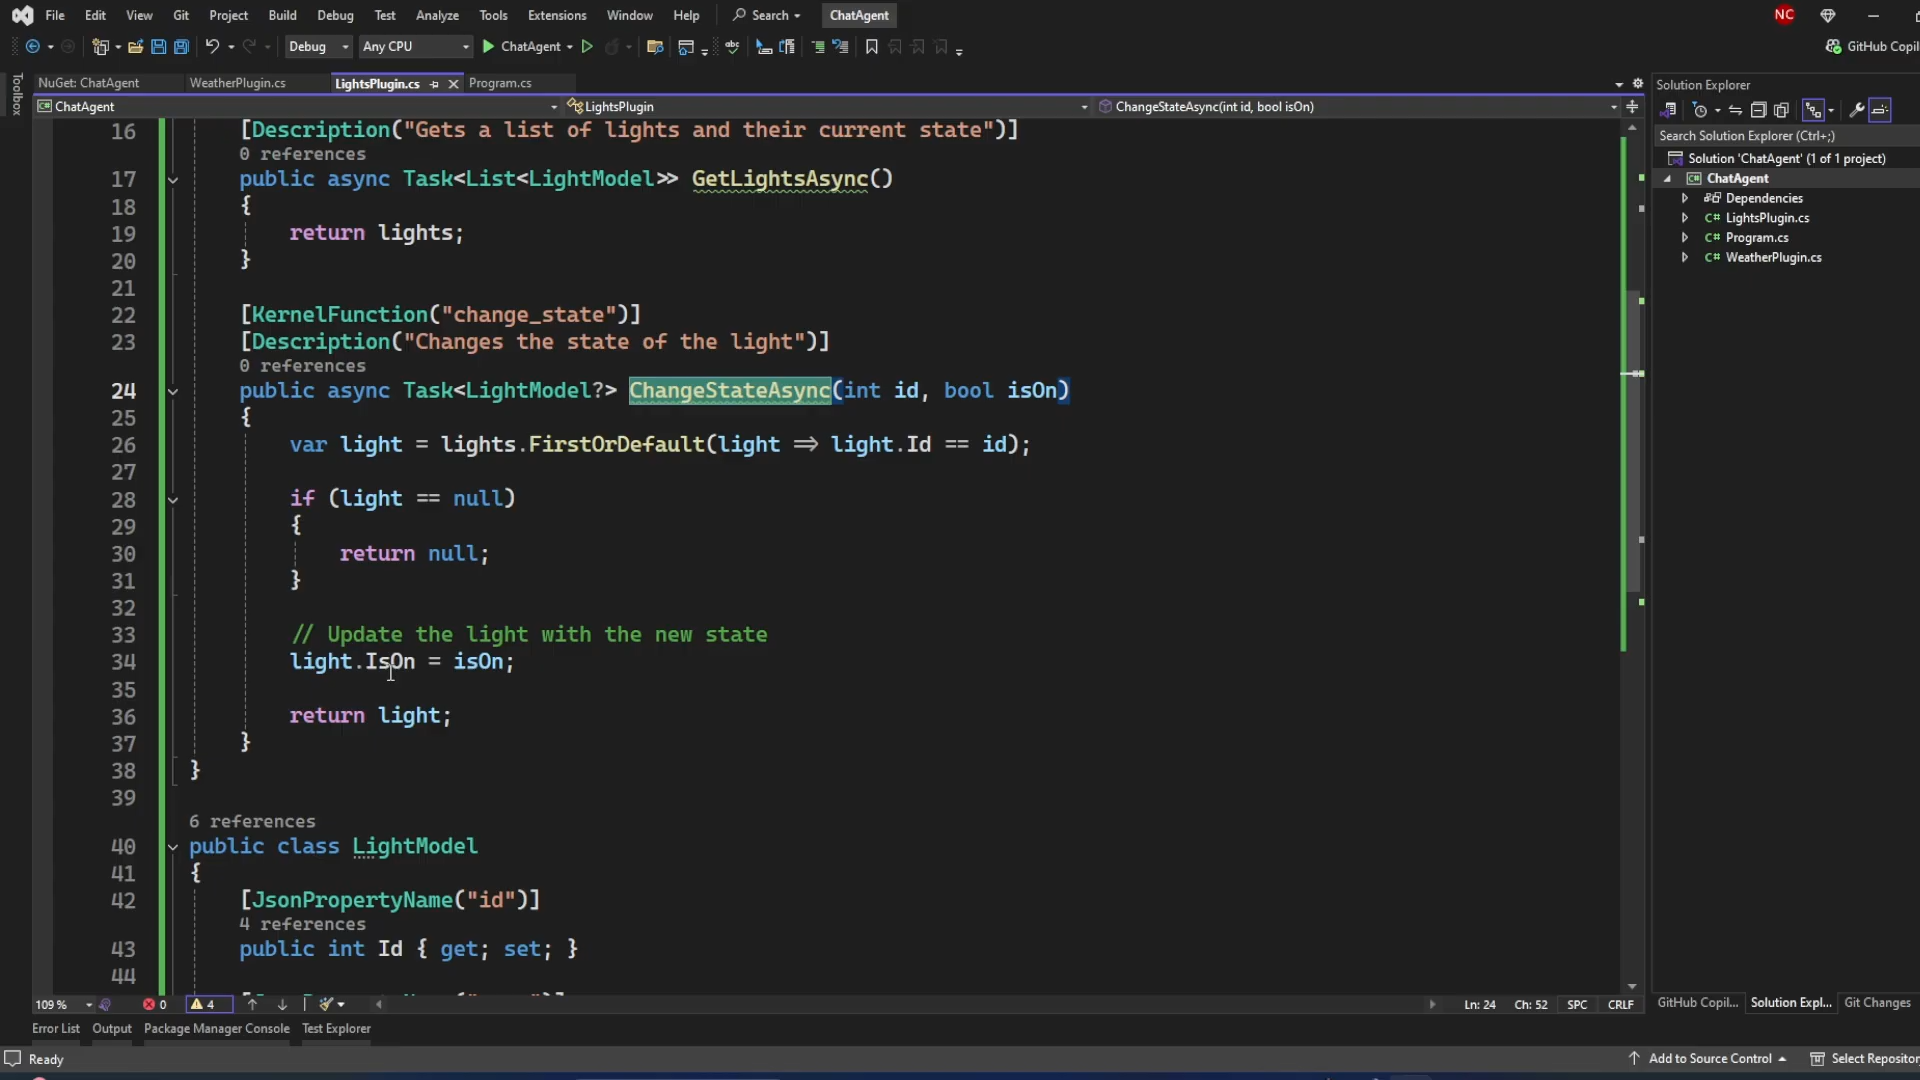 File Edit View Git Project Build Debug Test Analyze Tools Extensions Window Help Search ChatAgent NC
Debug Any CPU ChatAgent GitHub Copil
Toolbox
NuGet: ChatAgent WeatherPlugin.cs LightsPlugin.cs Program.cs
ChatAgent LightsPlugin ChangeStateAsync(int id, bool isOn)
16 [Description("Gets a list of lights and their current state")]
0 references
17 public async Task<List<LightModel>> GetLightsAsync()
18 {
19 return lights;
20 }
21
22 [KernelFunction("change_state")]
23 [Description("Changes the state of the light")]
0 references
24 public async Task<LightModel?> ChangeStateAsync(int id, bool isOn)
25 {
26 var light = lights.FirstOrDefault(light => light.Id == id);
27
28 if (light == null)
29 {
30 return null;
31 }
32
33 // Update the light with the new state
34 light.IsOn = isOn;
35
36 return light;
37 }
38 }
39
6 references
40 public class LightModel
41 {
42 [JsonPropertyName("id")]
4 references
43 public int Id { get; set; }
44
109 % 0 4 Ln: 24 Ch: 52 SPC CRLF
Error List Output Package Manager Console Test Explorer
Ready Add to Source Control Select Repositor
Solution Explorer
Search Solution Explorer (Ctrl+;)
Solution 'ChatAgent' (1 of 1 project)
ChatAgent
Dependencies
C# LightsPlugin.cs
C# Program.cs
C# WeatherPlugin.cs
GitHub Copil... Solution Expl... Git Changes